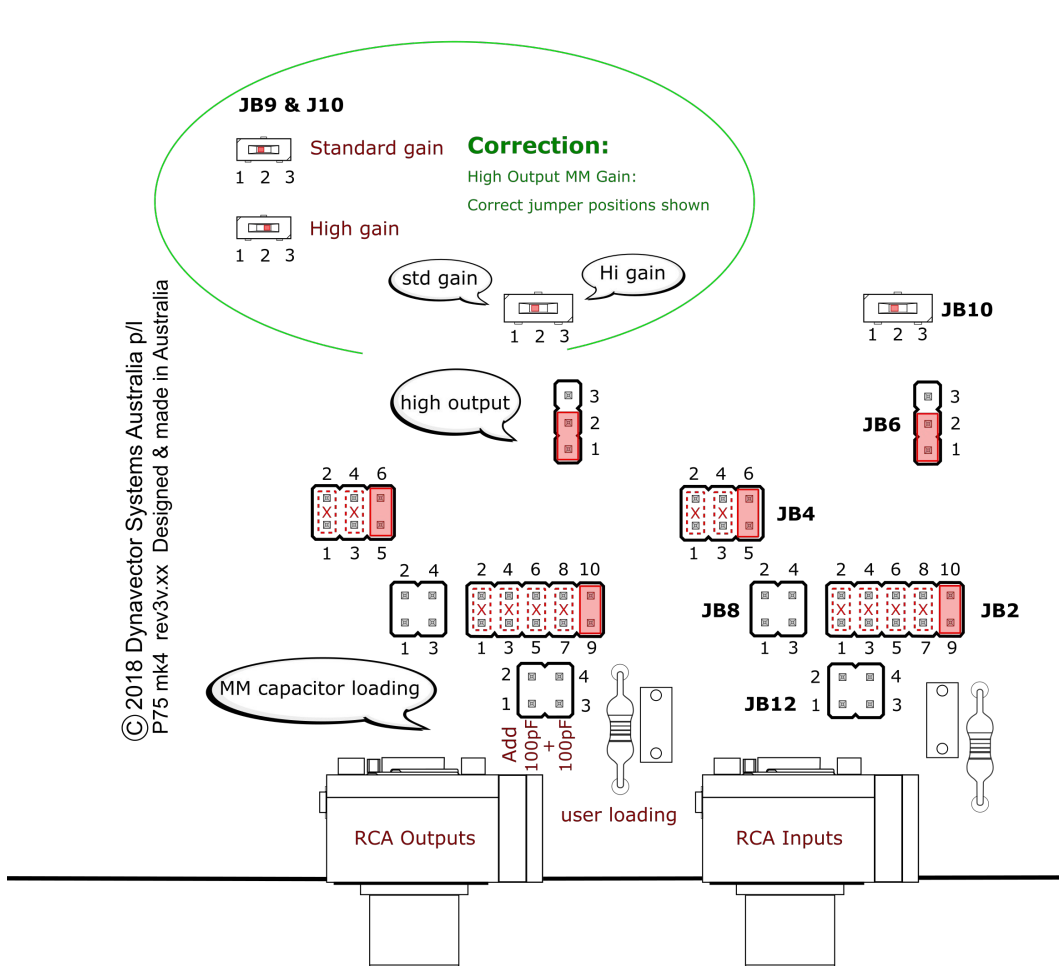 JB9 & J10
Standard gain
1 2 3
High gain
1 2 3
Correction:
High Output MM Gain:
Correct jumper positions shown
std gain
Hi gain
1 2 3
JB10
1 2 3
high output
3
2
1
JB6
3
2
1
2 4 6
X X
1 3 5
2 4 6
X X
JB4
1 3 5
2 4
1 3
2 4 6 8 10
X X X X
1 3 5 7 9
JB8
2 4
1 3
2 4 6 8 10
X X X X
JB2
1 3 5 7 9
MM capacitor loading
2 4
1 3
Add
100pF
+
100pF
JB12
2 4
1 3
user loading
RCA Outputs
RCA Inputs
©2018 Dynavector Systems Australia p/l
P75 mk4 rev3v.xx Designed & made in Australia